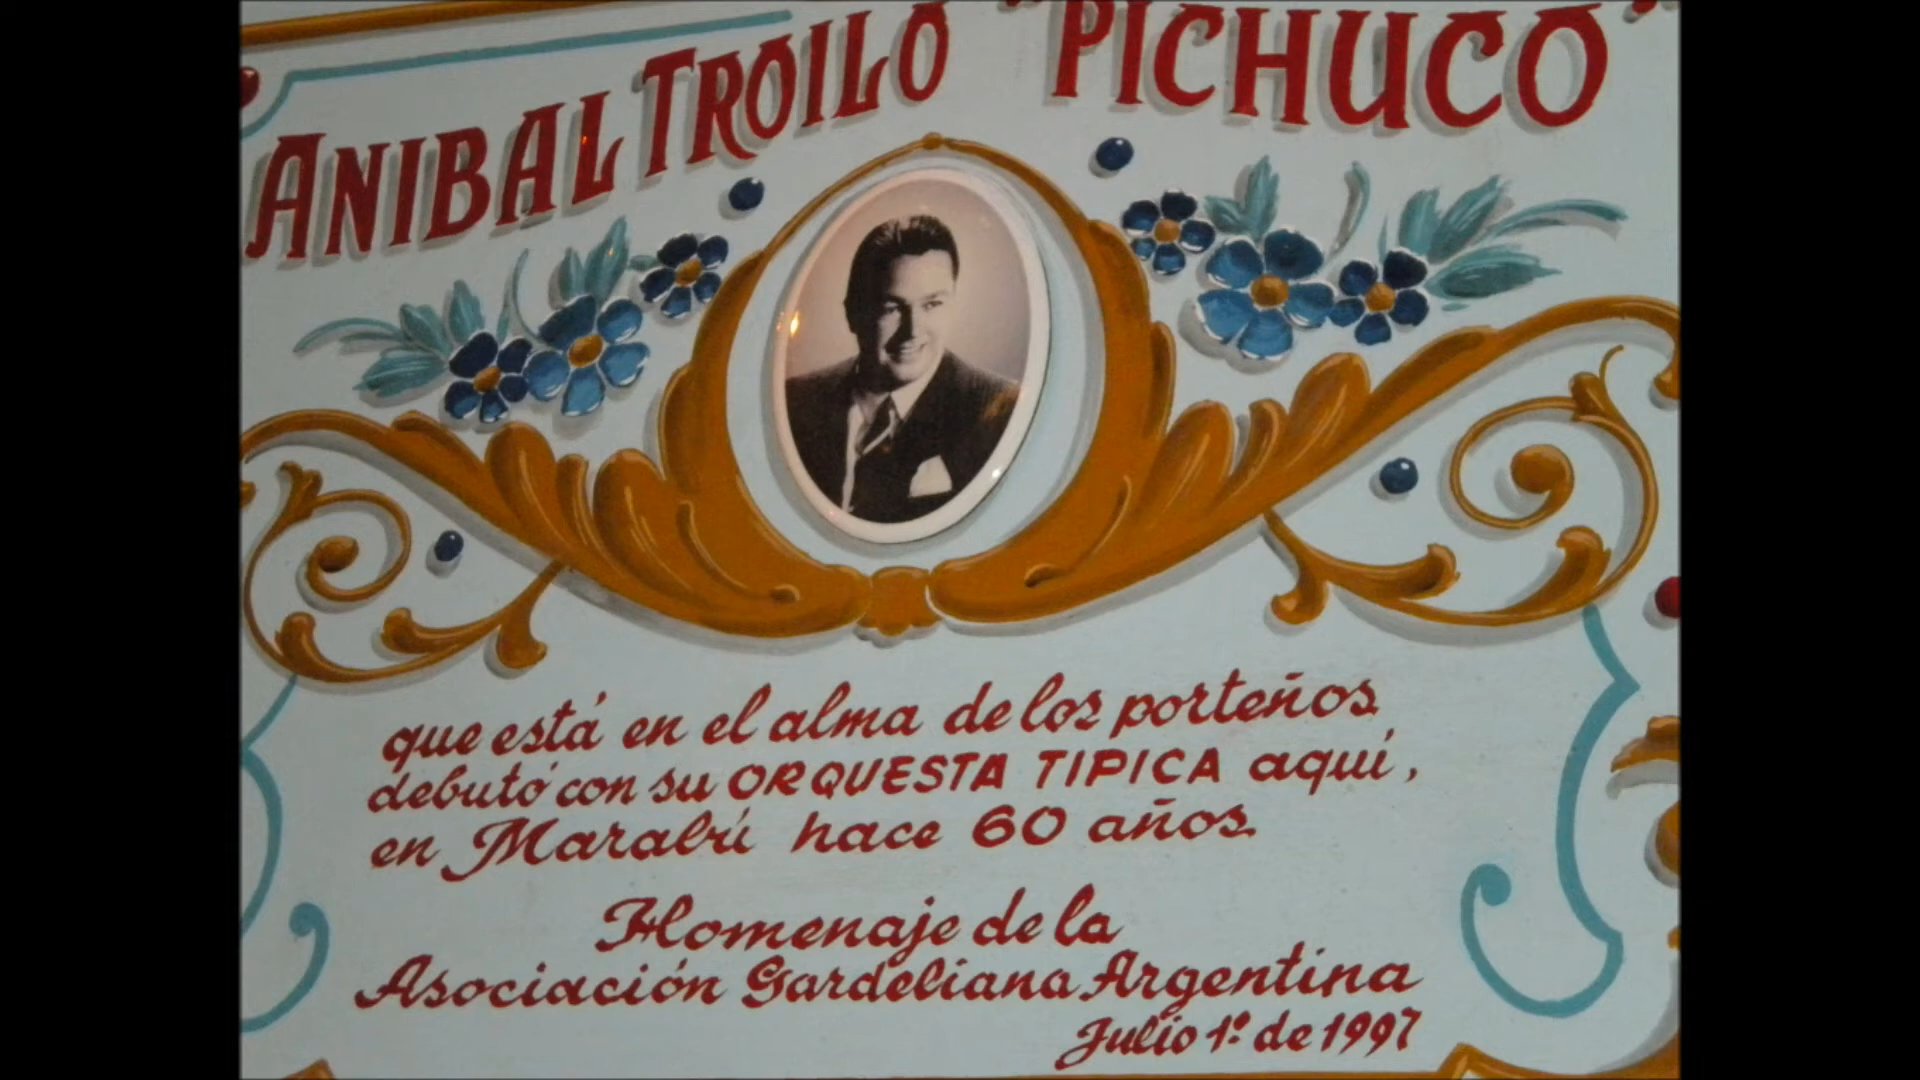 ANIBAL TROILO "PICHUCO"
que está en el alma de los porteños
debutó con su ORQUESTA TIPICA aquí,
en Marabú hace 60 años.
Homenaje de la
Asociación Gardeliana Argentina
Julio 1º de 1997